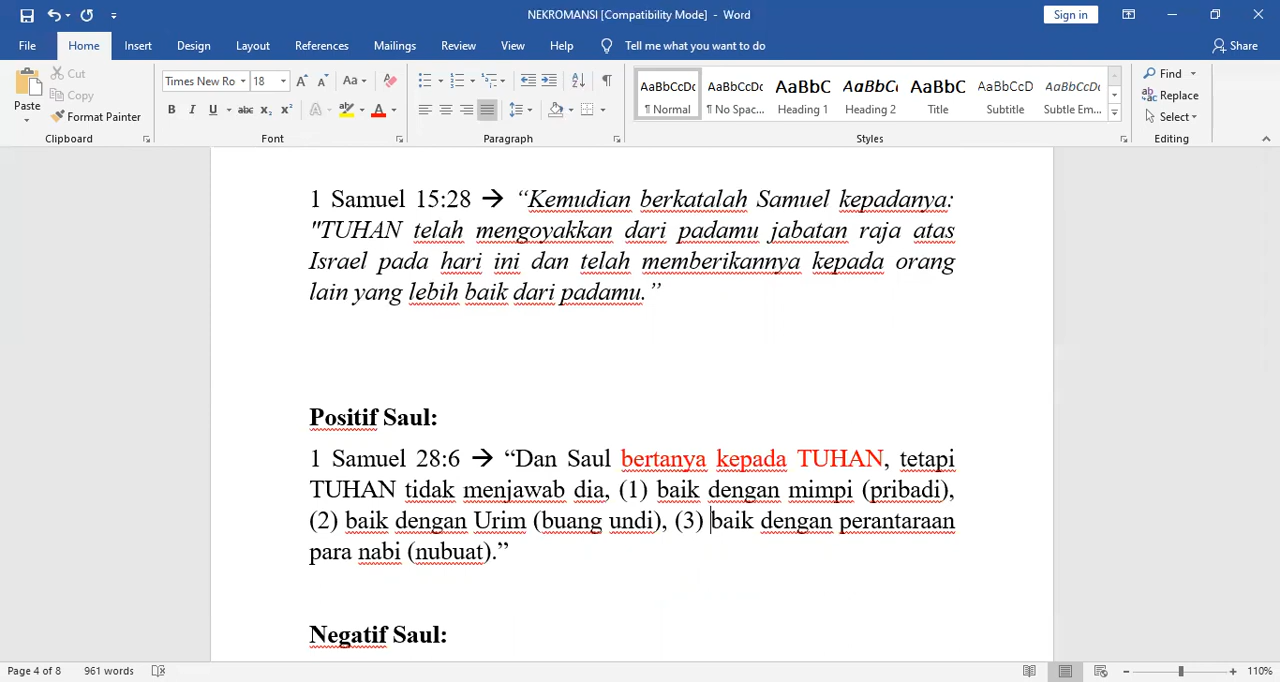 NEKROMANSI [Compatibility Mode] - Word
Sign in
File Home Insert Design Layout References Mailings Review View Help Tell me what you want to do Share
Paste
Cut
Copy
Format Painter
Clipboard
Times New Ro 18
Font
Paragraph
AaBbCcDc AaBbCcDc AaBbC AaBbC AaBbC AaBbCcD AaBbCcDc
¶ Normal ¶ No Spac... Heading 1 Heading 2 Title Subtitle Subtle Em...
Styles
Find
Replace
Select
Editing
1 Samuel 15:28 → “Kemudian berkatalah Samuel kepadanya:
"TUHAN telah mengoyakkan dari padamu jabatan raja atas
Israel pada hari ini dan telah memberikannya kepada orang
lain yang lebih baik dari padamu.”
Positif Saul:
1 Samuel 28:6 → “Dan Saul bertanya kepada TUHAN, tetapi
TUHAN tidak menjawab dia, (1) baik dengan mimpi (pribadi),
(2) baik dengan Urim (buang undi), (3) baik dengan perantaraan
para nabi (nubuat).”
Negatif Saul:
Page 4 of 8 961 words 110%